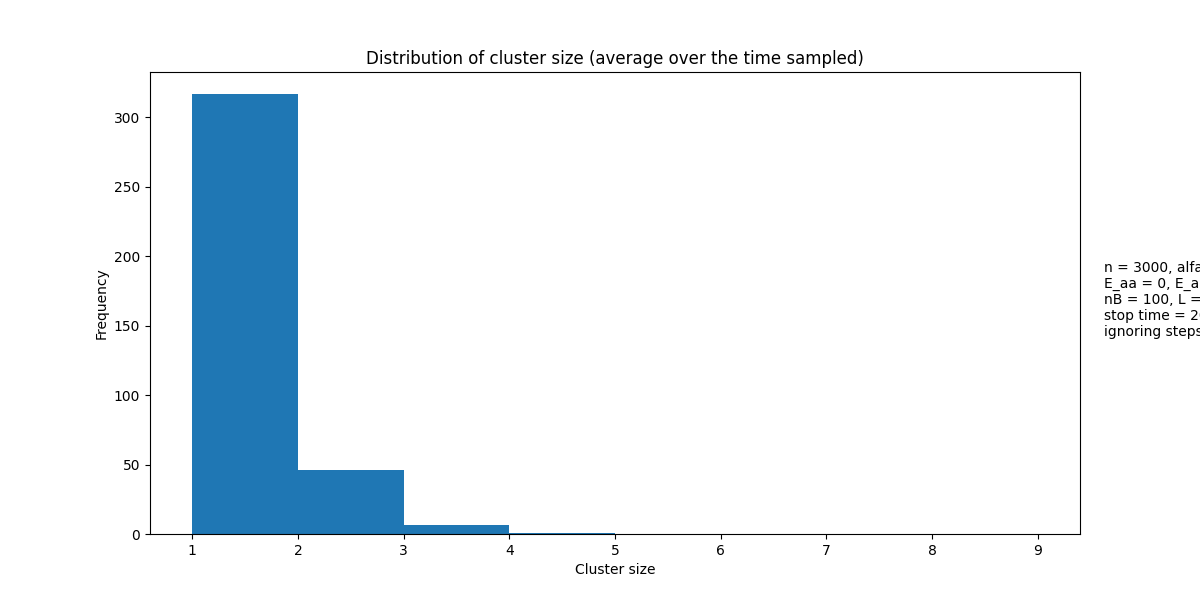 Distribution of cluster size (average over the time sampled)
300
250
200
150
100
50
0
Frequency
1 2 3 4 5 6 7 8 9
Cluster size
n = 3000, alfa
E_aa = 0, E_a
nB = 100, L =
stop time = 2
ignoring steps